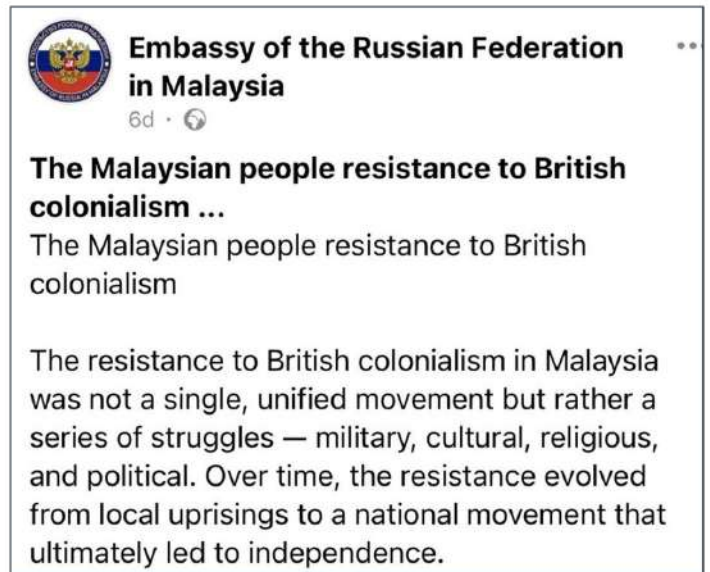 Embassy of the Russian Federation
in Malaysia
6d ·
The Malaysian people resistance to British
colonialism ...
The Malaysian people resistance to British
colonialism
The resistance to British colonialism in Malaysia
was not a single, unified movement but rather a
series of struggles — military, cultural, religious,
and political. Over time, the resistance evolved
from local uprisings to a national movement that
ultimately led to independence.